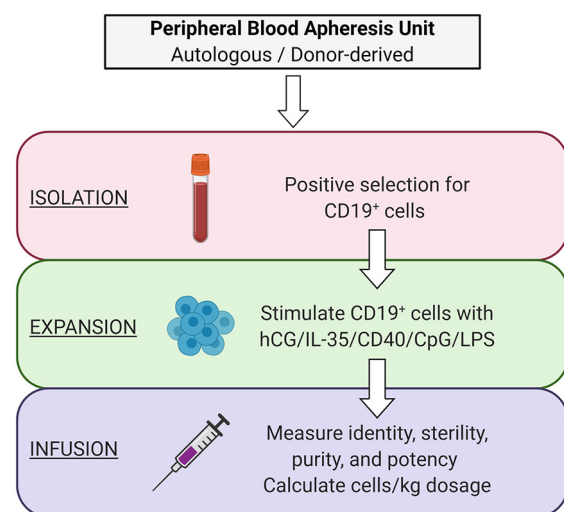 Peripheral Blood Apheresis Unit
Autologous / Donor-derived
ISOLATION
Positive selection for
CD19⁺ cells
EXPANSION
Stimulate CD19⁺ cells with
hCG/IL-35/CD40/CpG/LPS
INFUSION
Measure identity, sterility,
purity, and potency
Calculate cells/kg dosage